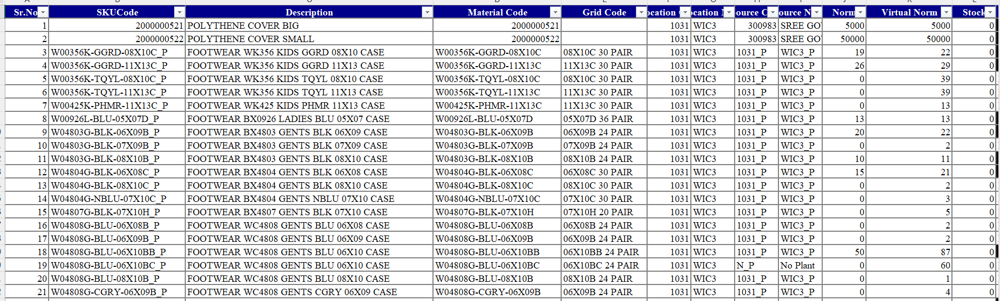 Sr.No SKUCode Description Material Code Grid Code ocation ocation ource C ource N Norm Virtual Norm Stock
1 2000000521 POLYTHENE COVER BIG 2000000521 1031 WIC3 300983 SREE GO 5000 5000 0
2 2000000522 POLYTHENE COVER SMALL 2000000522 1031 WIC3 300983 SREE GO 50000 50000 0
3 W00356K-GGRD-08X10C_P FOOTWEAR WK356 KIDS GGRD 08X10 CASE W00356K-GGRD-08X10C 08X10C 30 PAIR 1031 WIC3 1031_P WIC3_P 19 22 0
4 W00356K-GGRD-11X13C_P FOOTWEAR WK356 KIDS GGRD 11X13 CASE W00356K-GGRD-11X13C 11X13C 30 PAIR 1031 WIC3 1031_P WIC3_P 26 29 0
5 W00356K-TQYL-08X10C_P FOOTWEAR WK356 KIDS TQYL 08X10 CASE W00356K-TQYL-08X10C 08X10C 30 PAIR 1031 WIC3 1031_P WIC3_P 0 39 0
6 W00356K-TQYL-11X13C_P FOOTWEAR WK356 KIDS TQYL 11X13 CASE W00356K-TQYL-11X13C 11X13C 30 PAIR 1031 WIC3 1031_P WIC3_P 0 39 0
7 W00425K-PHMR-11X13C_P FOOTWEAR WK425 KIDS PHMR 11X13 CASE W00425K-PHMR-11X13C 11X13C 30 PAIR 1031 WIC3 1031_P WIC3_P 0 13 0
8 W00926L-BLU-05X07D_P FOOTWEAR BX0926 LADIES BLU 05X07 CASE W00926L-BLU-05X07D 05X07D 36 PAIR 1031 WIC3 1031_P WIC3_P 13 13 0
9 W04803G-BLK-06X09B_P FOOTWEAR BX4803 GENTS BLK 06X09 CASE W04803G-BLK-06X09B 06X09B 24 PAIR 1031 WIC3 1031_P WIC3_P 20 22 0
10 W04803G-BLK-07X09B_P FOOTWEAR BX4803 GENTS BLK 07X09 CASE W04803G-BLK-07X09B 07X09B 24 PAIR 1031 WIC3 1031_P WIC3_P 0 2 0
11 W04803G-BLK-08X10B_P FOOTWEAR BX4803 GENTS BLK 08X10 CASE W04803G-BLK-08X10B 08X10B 24 PAIR 1031 WIC3 1031_P WIC3_P 10 11 0
12 W04804G-BLK-06X08C_P FOOTWEAR BX4804 GENTS BLK 06X08 CASE W04804G-BLK-06X08C 06X08C 30 PAIR 1031 WIC3 1031_P WIC3_P 15 21 0
13 W04804G-BLK-08X10C_P FOOTWEAR BX4804 GENTS BLK 08X10 CASE W04804G-BLK-08X10C 08X10C 30 PAIR 1031 WIC3 1031_P WIC3_P 0 2 0
14 W04804G-NBLU-07X10C_P FOOTWEAR BX4804 GENTS NBLU 07X10 CASE W04804G-NBLU-07X10C 07X10C 30 PAIR 1031 WIC3 1031_P WIC3_P 0 3 0
15 W04807G-BLK-07X10H_P FOOTWEAR BX4807 GENTS BLK 07X10 CASE W04807G-BLK-07X10H 07X10H 20 PAIR 1031 WIC3 1031_P WIC3_P 0 5 0
16 W04808G-BLU-06X08B_P FOOTWEAR WC4808 GENTS BLU 06X08 CASE W04808G-BLU-06X08B 06X08B 24 PAIR 1031 WIC3 1031_P WIC3_P 0 2 0
17 W04808G-BLU-06X09B_P FOOTWEAR WC4808 GENTS BLU 06X09 CASE W04808G-BLU-06X09B 06X09B 24 PAIR 1031 WIC3 1031_P WIC3_P 0 2 0
18 W04808G-BLU-06X10BB_P FOOTWEAR WC4808 GENTS BLU 06X10 CASE W04808G-BLU-06X10BB 06X10BB 24 PAIR 1031 WIC3 1031_P WIC3_P 50 87 0
19 W04808G-BLU-06X10BC_P FOOTWEAR WC4808 GENTS BLU 06X10 CASE W04808G-BLU-06X10BC 06X10BC 24 PAIR 1031 WIC3 N_P No Plant 0 60 0
20 W04808G-BLU-08X10B_P FOOTWEAR WC4808 GENTS BLU 08X10 CASE W04808G-BLU-08X10B 08X10B 24 PAIR 1031 WIC3 1031_P WIC3_P 0 1 0
21 W04808G-CGRY-06X09B_P FOOTWEAR WC4808 GENTS CGRY 06X09 CASE W04808G-CGRY-06X09B 06X09B 24 PAIR 1031 WIC3 1031_P WIC3_P 0 4 0